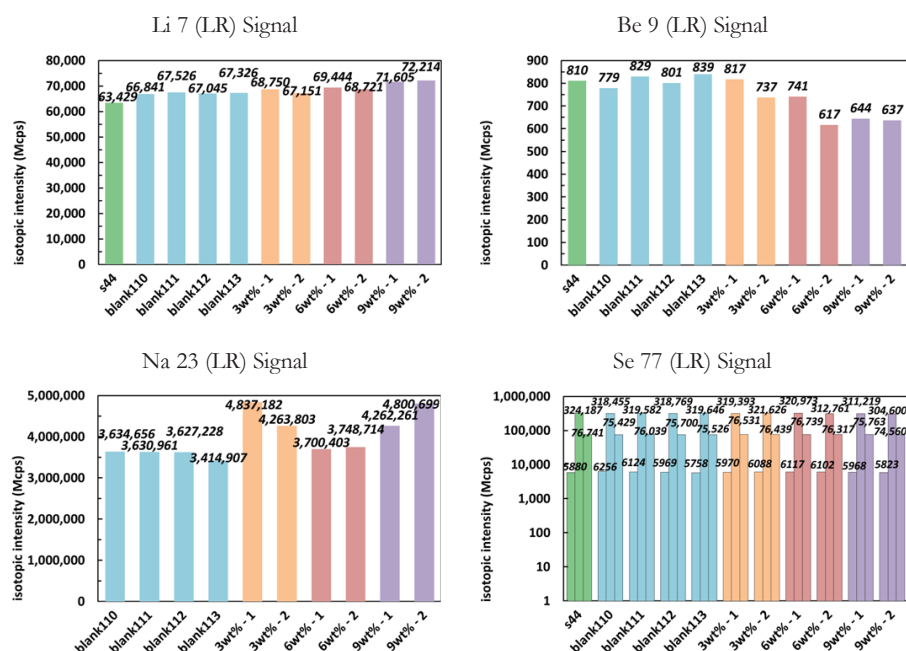 Li 7 (LR) Signal
isotopic intensity (Mcps)
80,000
70,000
60,000
50,000
40,000
30,000
20,000
10,000
0
63,429
66,841
67,526
67,045
67,326
68,750
67,151
69,444
68,721
71,605
72,214
s44
blank110
blank111
blank112
blank113
3wt% - 1
3wt% - 2
6wt% - 1
6wt% - 2
9wt% - 1
9wt% - 2
Be 9 (LR) Signal
isotopic intensity (Mcps)
900
800
700
600
500
400
300
200
100
0
810
779
829
801
839
817
737
741
617
644
637
s44
blank110
blank111
blank112
blank113
3wt% - 1
3wt% - 2
6wt% - 1
6wt% - 2
9wt% - 1
9wt% - 2
Na 23 (LR) Signal
isotopic intensity (Mcps)
5,000,000
4,000,000
3,000,000
2,000,000
1,000,000
0
3,634,656
3,630,961
3,627,228
3,414,907
4,837,182
4,263,803
3,700,403
3,748,714
4,262,261
4,800,699
blank110
blank111
blank112
blank113
3wt% - 1
3wt% - 2
6wt% - 1
6wt% - 2
9wt% - 1
9wt% - 2
Se 77 (LR) Signal
isotopic intensity (Mcps)
1,000,000
100,000
10,000
1,000
100
10
1
5880
324,187
76,741
6256
318,455
75,429
6124
319,582
76,039
5969
318,769
75,700
5758
319,646
75,526
5970
319,393
76,531
6088
321,626
76,439
6117
320,973
76,739
6102
312,761
76,317
5968
311,219
75,763
5823
304,600
74,560
s44
blank110
blank111
blank112
blank113
3wt% - 1
3wt% - 2
6wt% - 1
6wt% - 2
9wt% - 1
9wt% - 2